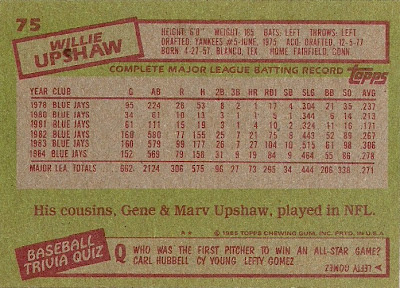 75
WILLIE
UPSHAW
HEIGHT: 6'0" WEIGHT: 185 BATS: LEFT THROWS: LEFT
DRAFTED: YANKEES #5-JUNE, 1975 ACQ: DRAFTED, 12-5-77
BORN: 4-27-57, BLANCO, TEX. HOME: FAIRFIELD, CONN.
COMPLETE MAJOR LEAGUE BATTING RECORD topps
YEAR CLUB G AB R H 2B 3B HR RBI SB SLG BB SO AVG
1978 BLUE JAYS 95 224 26 53 8 2 1 17 4 304 21 35 237
1980 BLUE JAYS 34 61 10 13 3 1 1 5 1 344 6 14 213
1981 BLUE JAYS 61 111 15 19 3 1 4 10 2 324 11 16 171
1982 BLUE JAYS 160 580 77 155 25 7 21 75 8 443 52 89 267
1983 BLUE JAYS 160 579 99 177 26 7 27 104 10 515 61 98 306
1984 BLUE JAYS 152 569 79 158 31 9 19 84 10 464 55 86 278
MAJOR LEA. TOTALS 662 2124 306 575 96 27 73 295 35 444 206 338 271
His cousins, Gene & Marv Upshaw, played in NFL.
** © 1985 TOPPS CHEWING GUM, INC. PRTD. IN U.S.A.
BASEBALL
TRIVIA QUIZ
Q WHO WAS THE FIRST PITCHER TO WIN AN ALL-STAR GAME?
CARL HUBBELL CY YOUNG LEFTY GOMEZ
A LEFTY GOMEZ